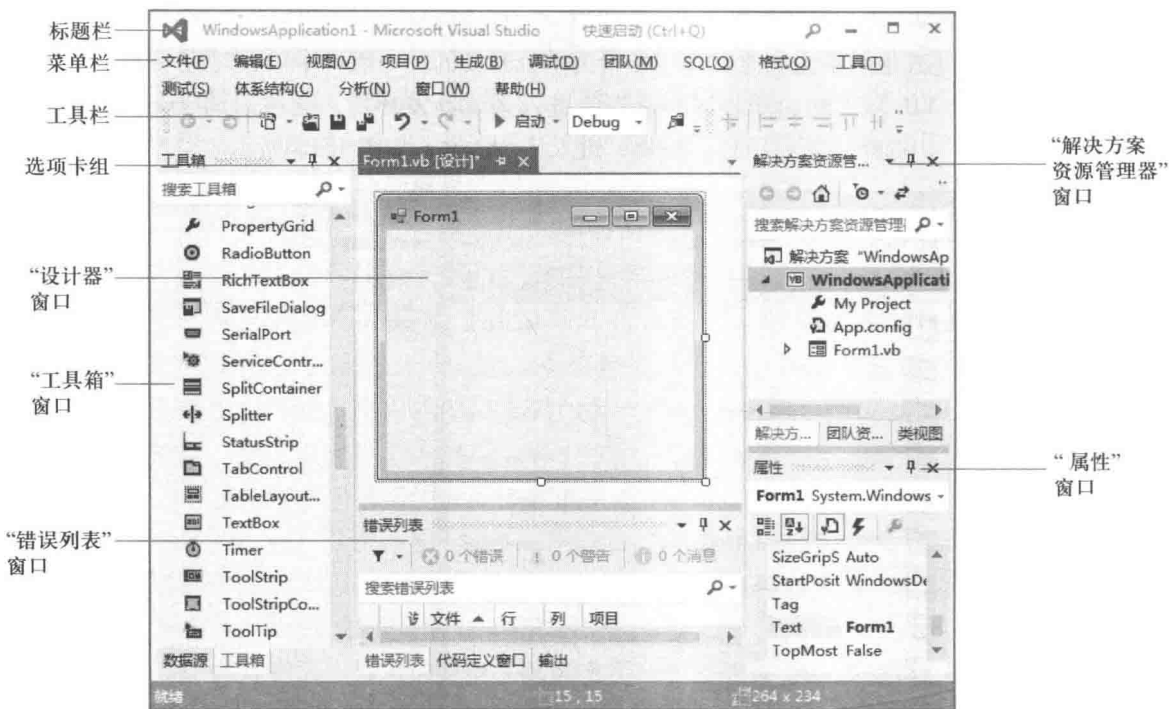 标题栏
WindowsApplication1 - Microsoft Visual Studio 快速启动 (Ctrl+Q)
菜单栏
文件(F) 编辑(E) 视图(V) 项目(P) 生成(B) 调试(D) 团队(M) SQL(Q) 格式(O) 工具(T)
测试(S) 体系结构(C) 分析(N) 窗口(W) 帮助(H)
工具栏
启动 Debug
选项卡组
工具箱
Form1.vb [设计]*
解决方案资源管...
“解决方案
资源管理器”
窗口
搜索工具箱
PropertyGrid
RadioButton
RichTextBox
SaveFileDialog
SerialPort
ServiceContr...
SplitContainer
Splitter
StatusStrip
TabControl
TableLayout...
TextBox
Timer
ToolStrip
ToolStripCo...
ToolTip
数据源 工具箱
“设计器”
窗口
“工具箱”
窗口
“错误列表”
窗口
Form1
搜索解决方案资源管理
解决方案 "WindowsAp
VB WindowsApplicati
My Project
App.config
Form1.vb
解决方... 团队资... 类视图
属性
“属性”
窗口
Form1 System.Windows
SizeGripS Auto
StartPosit WindowsDe
Tag
Text Form1
TopMost False
错误列表
0 个错误 0 个警告 0 个消息
搜索错误列表
文件 行 列 项目
错误列表 代码定义窗口 输出
就绪 15 , 15 264 x 234